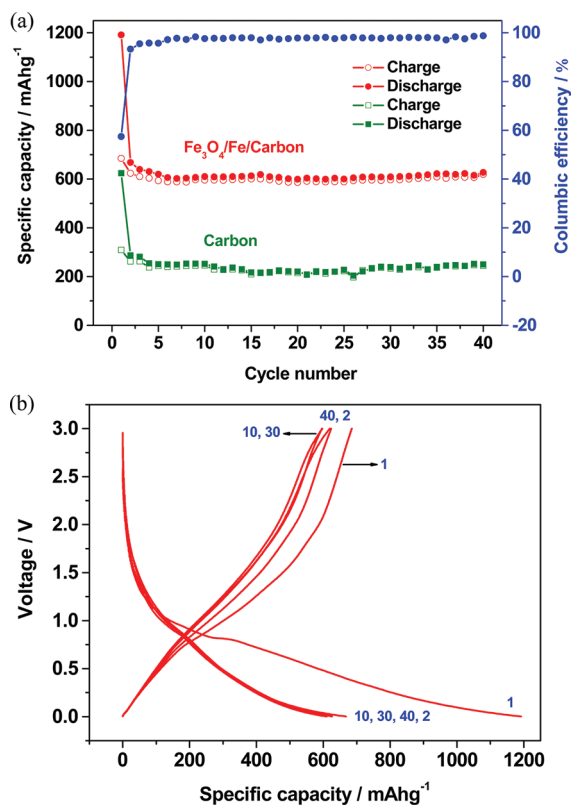 (a)
1200
1000
800
600
400
200
0
Specific capacity / mAhg⁻¹
Charge
Discharge
Charge
Discharge
Fe₃O₄/Fe/Carbon
Carbon
100
80
60
40
20
0
-20
Columbic efficiency / %
0 5 10 15 20 25 30 35 40
Cycle number
(b)
3.0
2.5
2.0
1.5
1.0
0.5
0.0
Voltage / V
40, 2
10, 30
1
1
10, 30, 40, 2
0 200 400 600 800 1000 1200
Specific capacity / mAhg⁻¹